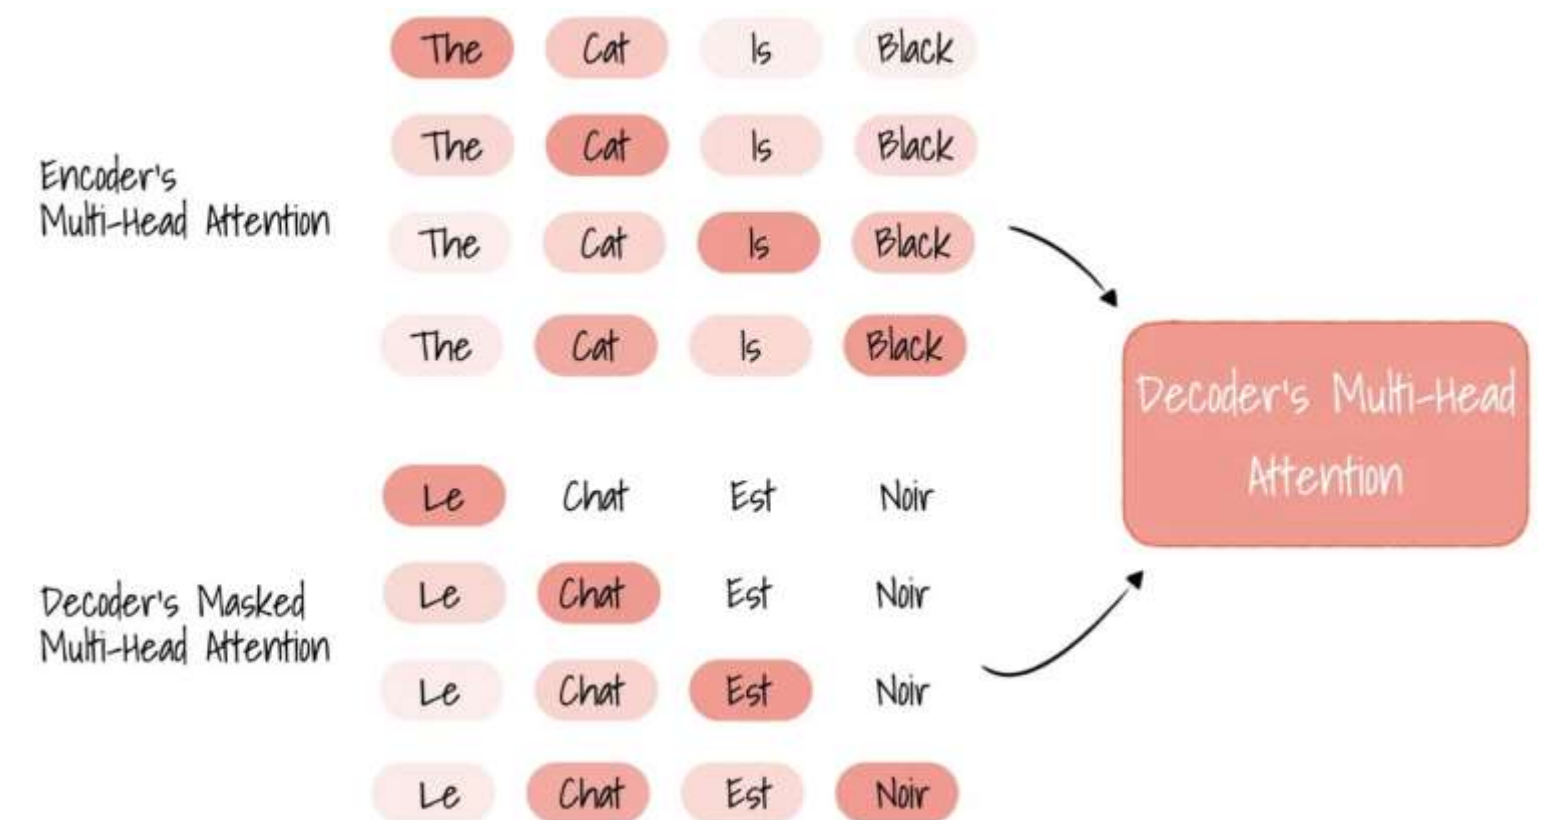 The Cat Is Black
The Cat Is Black
Encoder's
Multi-Head Attention
The Cat Is Black
The Cat Is Black
Decoder's Multi-Head
Attention
Le Chat Est Noir
Decoder's Masked
Multi-Head Attention
Le Chat Est Noir
Le Chat Est Noir
Le Chat Est Noir